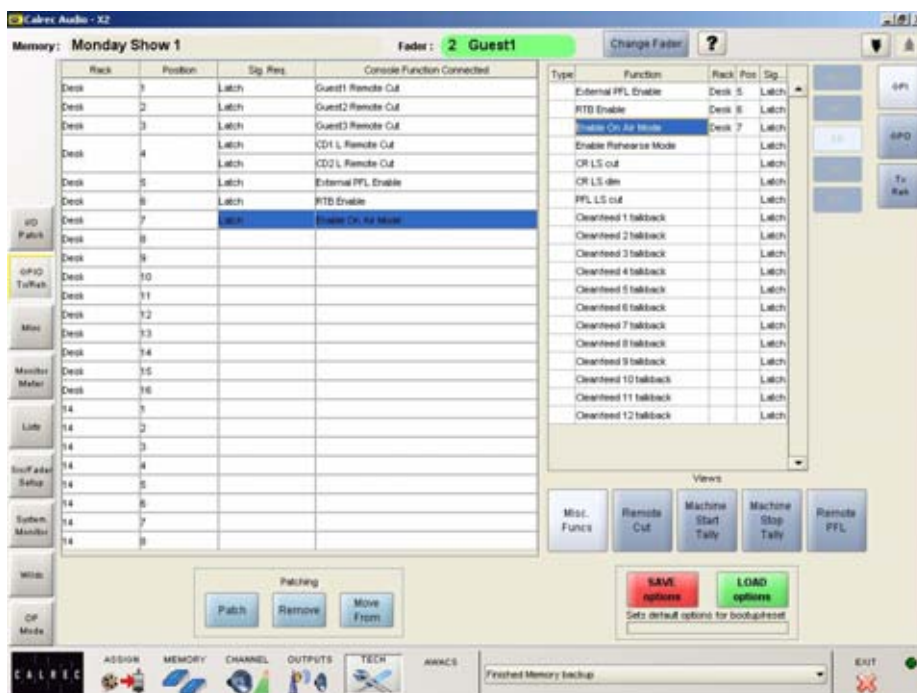 Calrec Audio - X2
Memory: Monday Show 1 Fader: 2 Guest1 Change Fader ?
Rack Position Sig. Req. Console Function Connected
Desk 1 Latch Guest1 Remote Cut
Desk 2 Latch Guest2 Remote Cut
Desk 3 Latch Guest3 Remote Cut
Desk 4 Latch CD1 L Remote Cut
Latch CD2 L Remote Cut
Desk 5 Latch External PFL Enable
Desk 6 Latch RTB Enable
Desk 7 Latch Enable On Air Mode
Desk 8
Desk 9
Desk 10
Desk 11
Desk 12
Desk 13
Desk 14
Desk 15
Desk 16
14 1
14 2
14 3
14 4
14 5
14 6
14 7
14 8
Type Function Rack Pos Sig...
External PFL Enable Desk 5 Latch
RTB Enable Desk 6 Latch
Enable On Air Mode Desk 7 Latch
Enable Rehearse Mode Latch
CR LS cut Latch
CR LS dim Latch
PFL LS cut Latch
Cleanfeed 1 talkback Latch
Cleanfeed 2 talkback Latch
Cleanfeed 3 talkback Latch
Cleanfeed 4 talkback Latch
Cleanfeed 5 talkback Latch
Cleanfeed 6 talkback Latch
Cleanfeed 7 talkback Latch
Cleanfeed 8 talkback Latch
Cleanfeed 9 talkback Latch
Cleanfeed 10 talkback Latch
Cleanfeed 11 talkback Latch
Cleanfeed 12 talkback Latch
GPI
GPO
Tx
Reh
I/O
Patch
GPIO
Tx/Reh
Misc
Monitor
Meter
Lists
Src/Fader
Setup
System
Monitor
Wilds
OP
Mode
Views
Misc.
Funcs
Remote
Cut
Machine
Start
Tally
Machine
Stop
Tally
Remote
PFL
Patching
Patch
Remove
Move
From
SAVE
options
LOAD
options
Sets default options for bootup/reset
CALREC
ASSIGN MEMORY CHANNEL OUTPUTS TECH AWACS
Finished Memory backup
EXIT